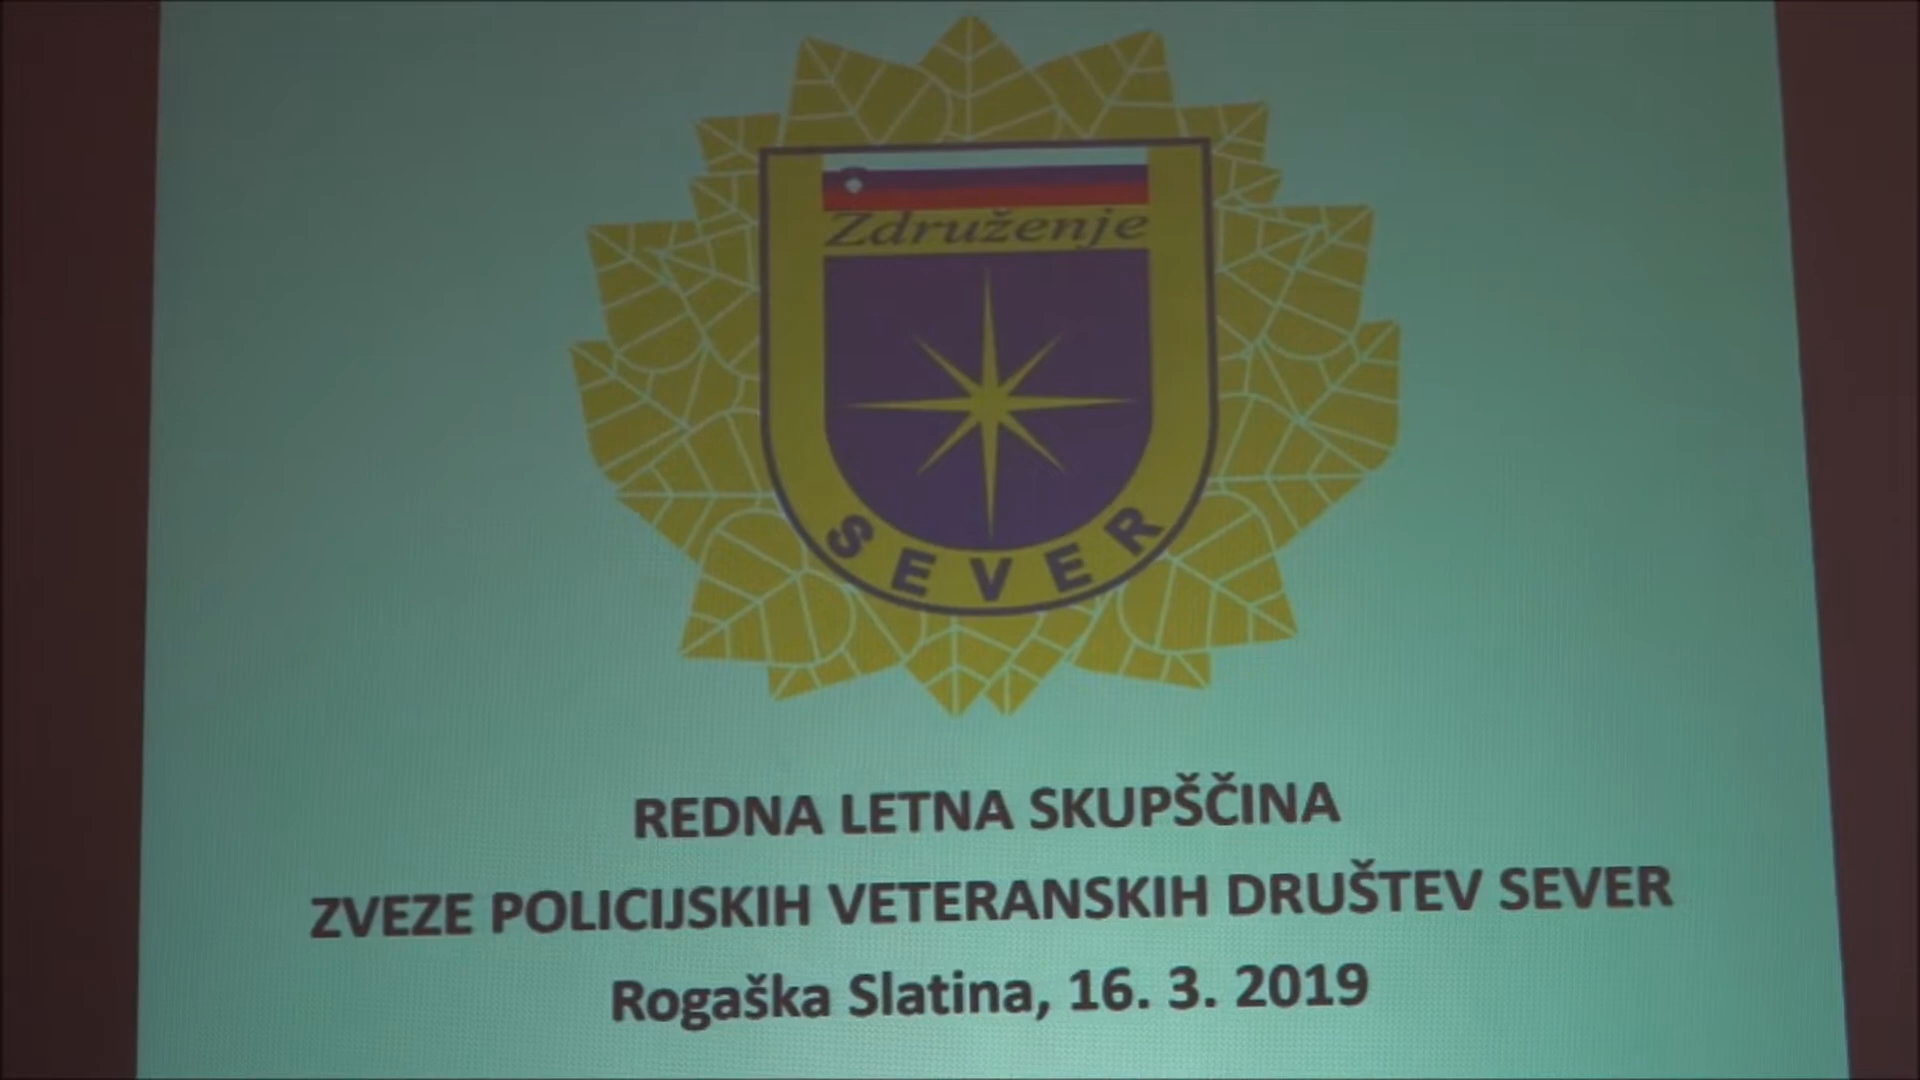 Združenje
SEVER
REDNA LETNA SKUPŠČINA
ZVEZE POLICIJSKIH VETERANSKIH DRUŠTEV SEVER
Rogaška Slatina, 16. 3. 2019